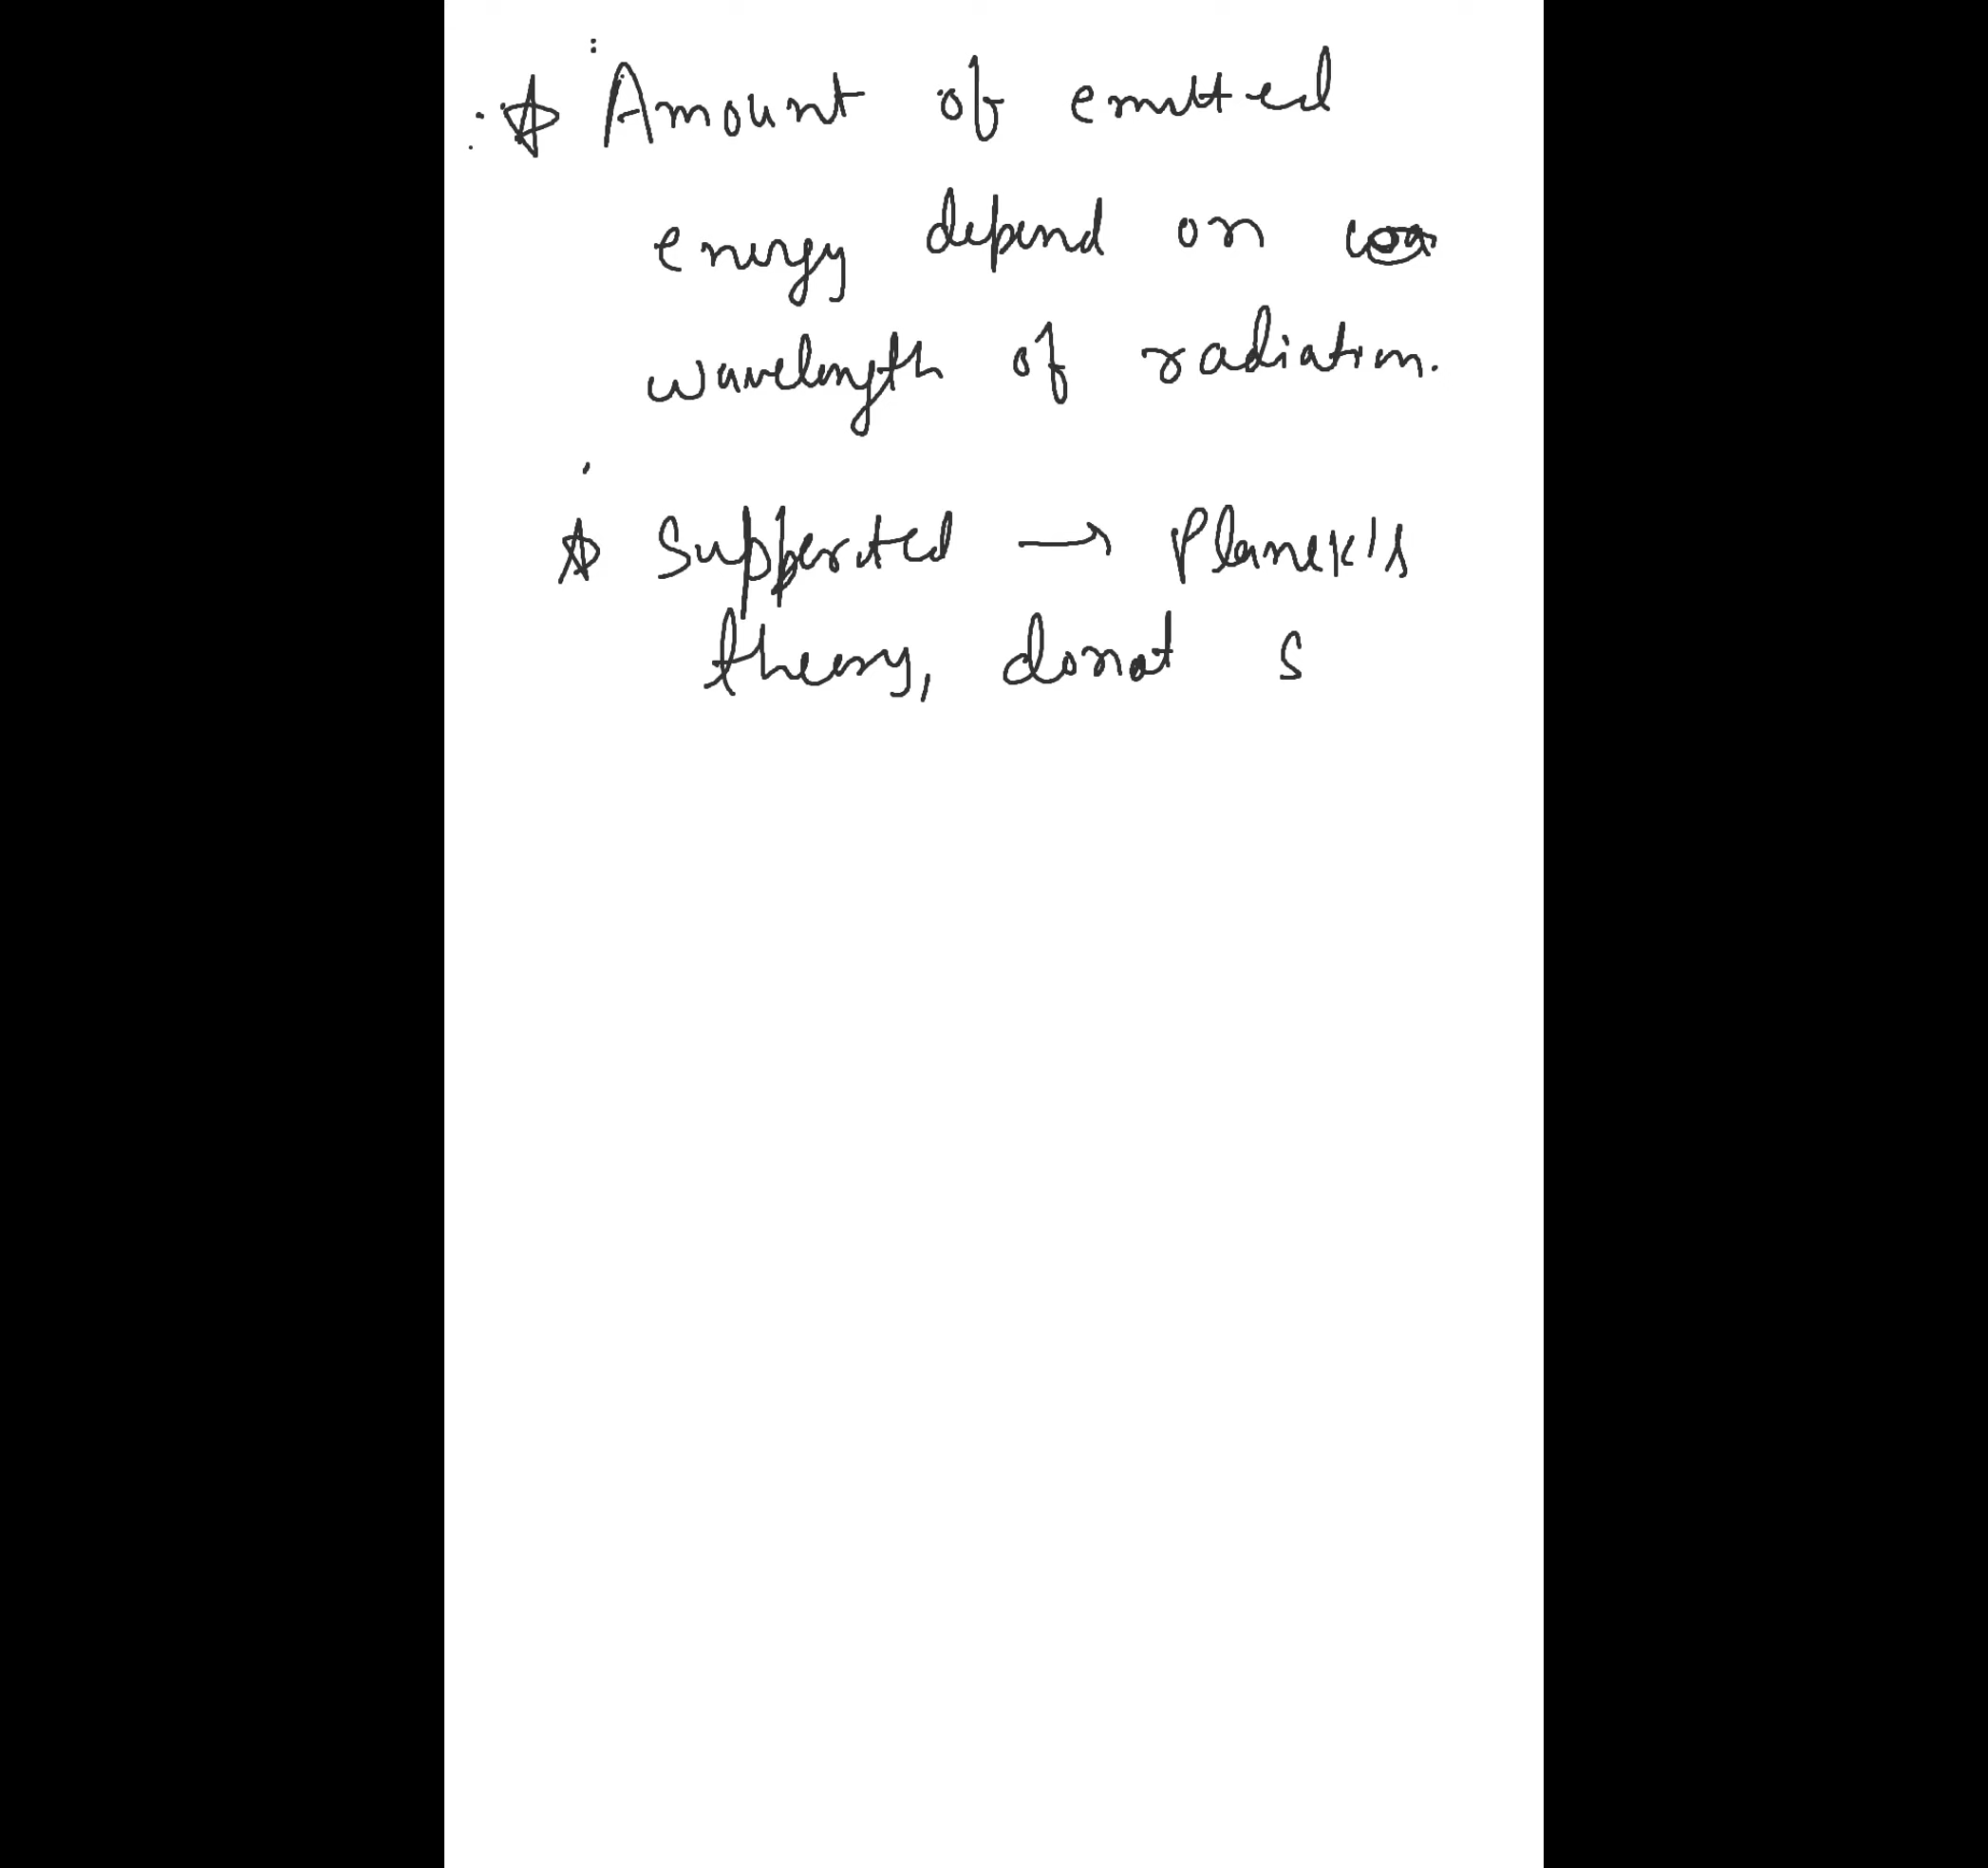 Amount of emitted
energy depend on
wavelength of radiation.
Supported → Planck's
theory, donot s